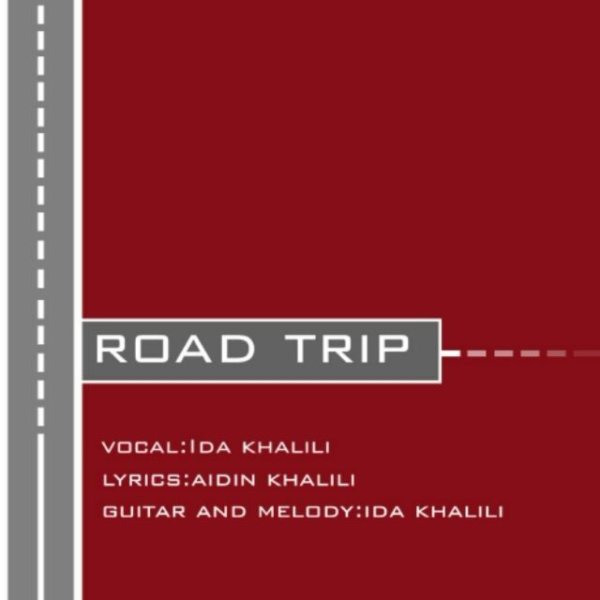 ROAD TRIP
VOCAL:IDA KHALILI
LYRICS:AIDIN KHALILI
GUITAR AND MELODY:IDA KHALILI